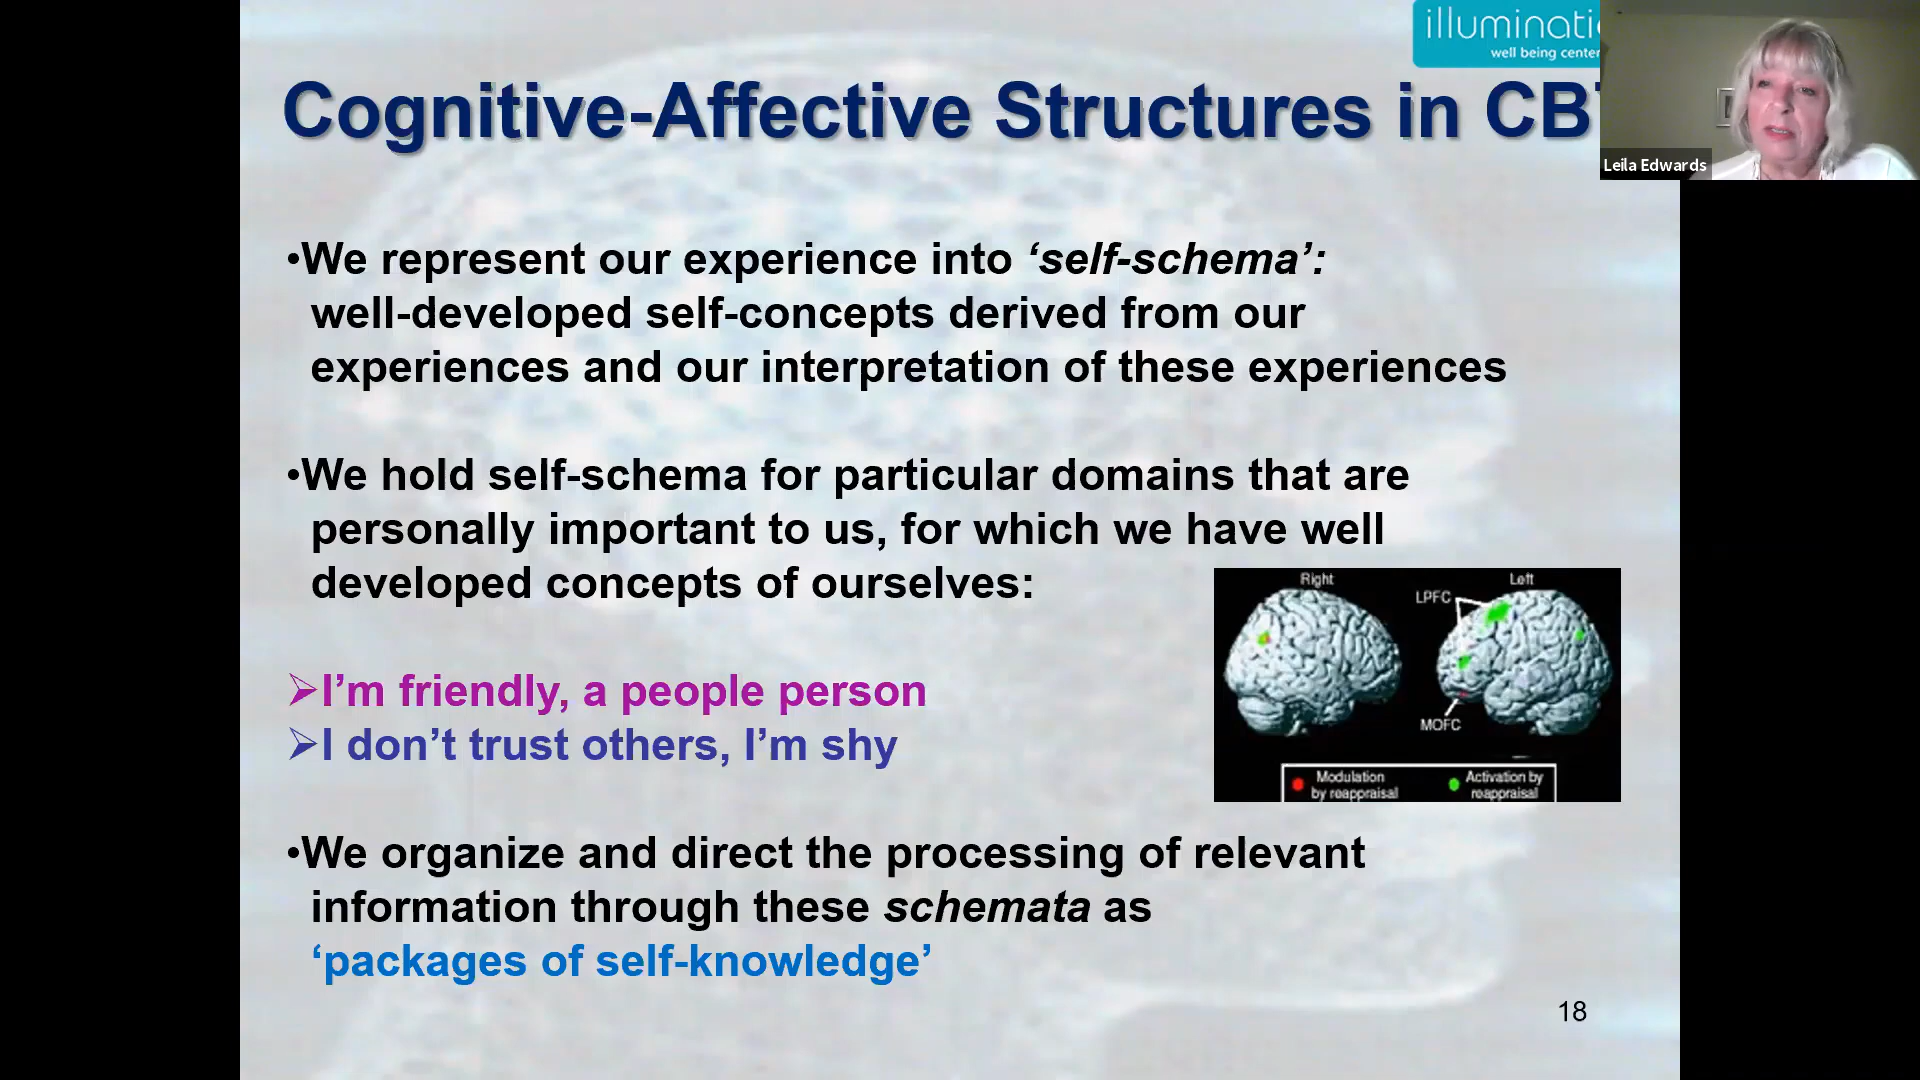 illuminati
well being center
Cognitive-Affective Structures in CB
Leila Edwards
•We represent our experience into ‘self-schema’:
well-developed self-concepts derived from our
experiences and our interpretation of these experiences
•We hold self-schema for particular domains that are
personally important to us, for which we have well
developed concepts of ourselves:
➢I’m friendly, a people person
➢I don’t trust others, I’m shy
Right Left
LPFC
MOFC
Modulation by reappraisal
Activation by reappraisal
•We organize and direct the processing of relevant
information through these schemata as
‘packages of self-knowledge’
18